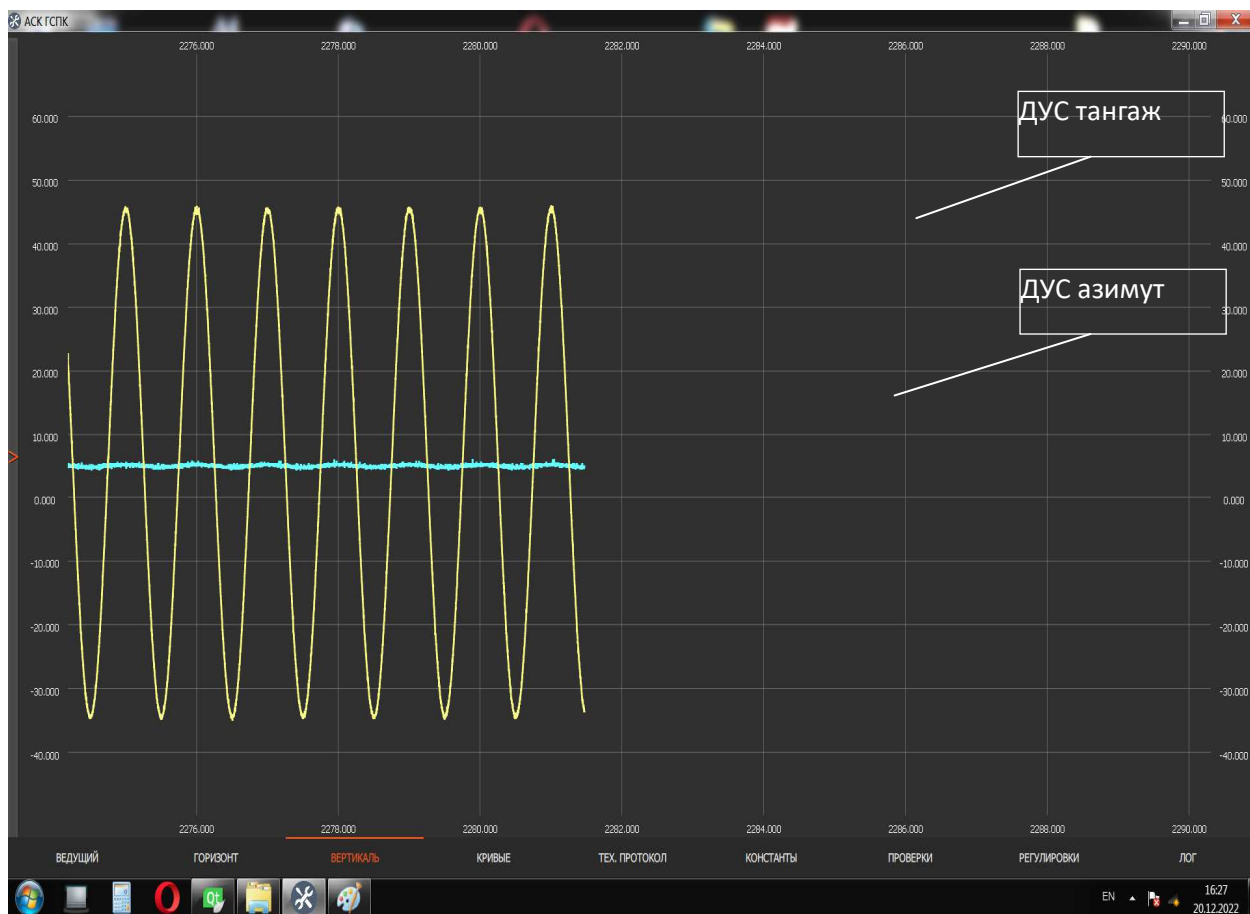 АСК ГСПК
2276.000 2278.000 2280.000 2282.000 2284.000 2286.000 2288.000 2290.000
ДУС тангаж
60.000 60.000
50.000 50.000
40.000 40.000
ДУС азимут
30.000 30.000
20.000 20.000
10.000 10.000
0.000 0.000
-10.000 -10.000
-20.000 -20.000
-30.000 -30.000
-40.000 -40.000
2276.000 2278.000 2280.000 2282.000 2284.000 2286.000 2288.000 2290.000
ВЕДУЩИЙ ГОРИЗОНТ ВЕРТИКАЛЬ КРИВЫЕ ТЕХ. ПРОТОКОЛ КОНСТАНТЫ ПРОВЕРКИ РЕГУЛИРОВКИ ЛОГ
Qt
EN 16:27
20.12.2022